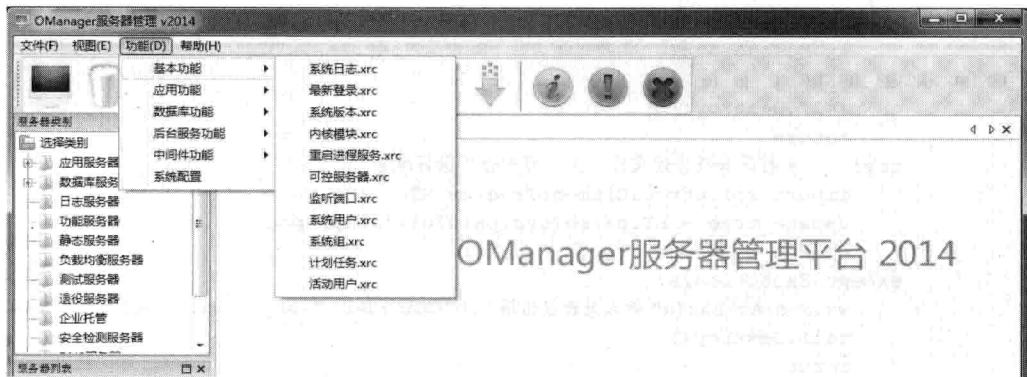 OManager服务器管理 v2014
文件(F) 视图(E) 功能(D) 帮助(H)
基本功能
应用功能
数据库功能
后台服务功能
中间件功能
系统配置
系统日志.xrc
最新登录.xrc
系统版本.xrc
内核模块.xrc
重启进程服务.xrc
可控服务器.xrc
监听端口.xrc
系统用户.xrc
系统组.xrc
计划任务.xrc
活动用户.xrc
服务器类别
选择类别
应用服务器
数据库服务
日志服务器
功能服务器
静态服务器
负载均衡服务
测试服务器
退役服务器
企业托管
安全检测服务器
服务器列表
OManager服务器管理平台 2014